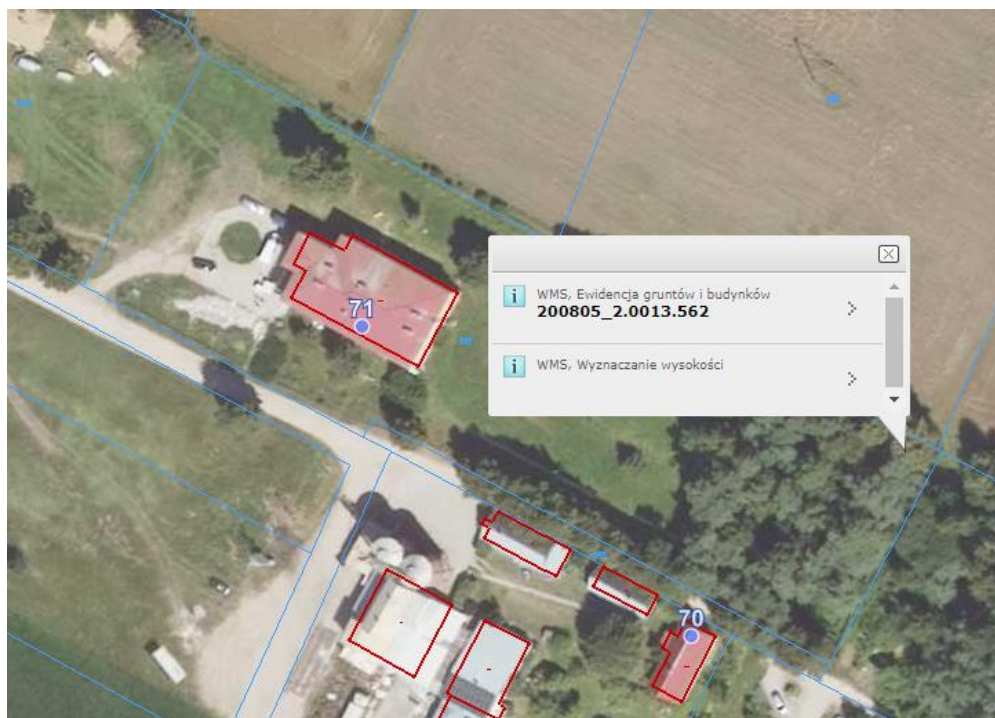 71
WMS, Ewidencja gruntów i budynków
200805_2.0013.562
WMS, Wyznaczanie wysokości
70